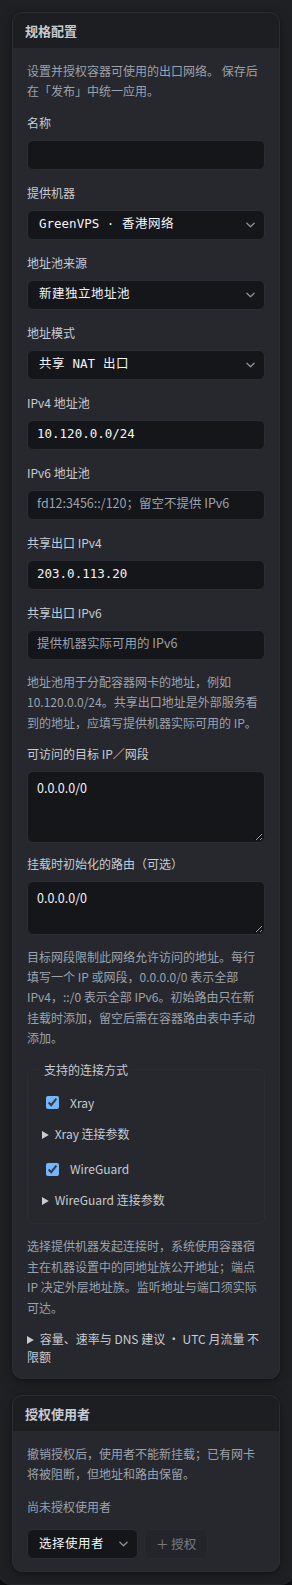 规格配置
设置并授权容器可使用的出口网络。 保存后
在「发布」中统一应用。
名称
提供机器
GreenVPS · 香港网络
地址池来源
新建独立地址池
地址模式
共享 NAT 出口
IPv4 地址池
10.120.0.0/24
IPv6 地址池
fd12:3456::/120；留空不提供 IPv6
共享出口 IPv4
203.0.113.20
共享出口 IPv6
提供机器实际可用的 IPv6
地址池用于分配容器网卡的地址，例如
10.120.0.0/24。共享出口地址是外部服务看
到的地址，应填写提供机器实际可用的 IP。
可访问的目标 IP／网段
0.0.0.0/0
挂载时初始化的路由（可选）
0.0.0.0/0
目标网段限制此网络允许访问的地址。每行
填写一个 IP 或网段，0.0.0.0/0 表示全部
IPv4，::/0 表示全部 IPv6。初始路由只在新
挂载时添加，留空后需在容器路由表中手动
添加。
支持的连接方式
Xray
Xray 连接参数
WireGuard
WireGuard 连接参数
选择提供机器发起连接时，系统使用容器宿
主在机器设置中的同地址族公开地址；端点
IP 决定外层地址族。监听地址与端口须实际
可达。
容量、速率与 DNS 建议 · UTC 月流量 不
限额
授权使用者
撤销授权后，使用者不能新挂载；已有网卡
将被阻断，但地址和路由保留。
尚未授权使用者
选择使用者
＋ 授权